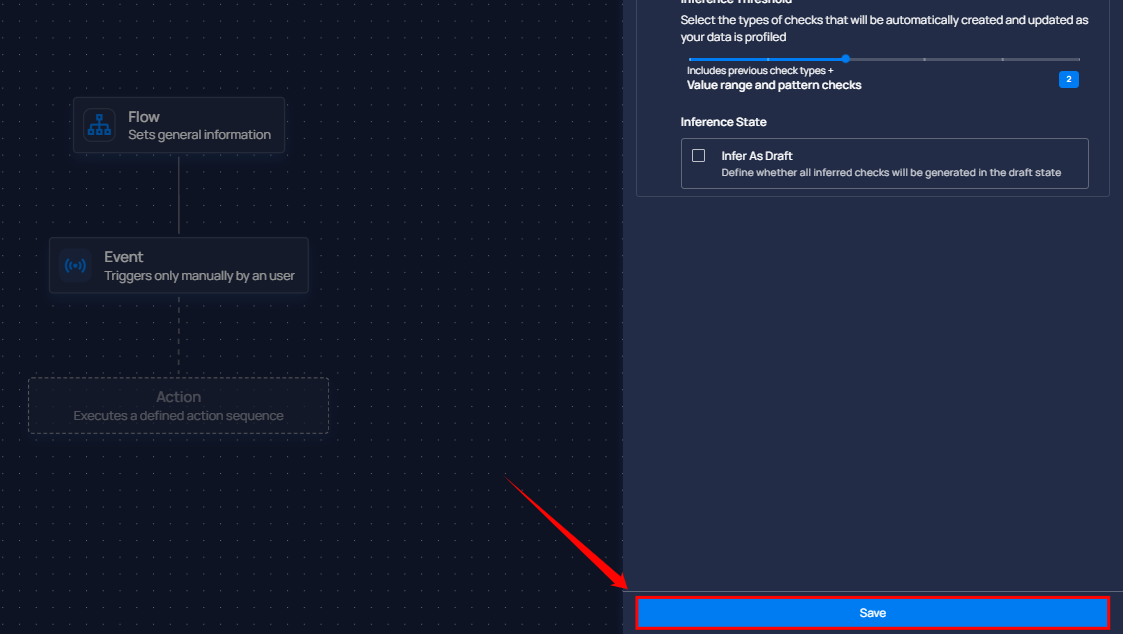 Inference Threshold
Select the types of checks that will be automatically created and updated as
your data is profiled
Includes previous check types +
Value range and pattern checks
2
Inference State
Infer As Draft
Define whether all inferred checks will be generated in the draft state
Flow
Sets general information
Event
Triggers only manually by an user
Action
Executes a defined action sequence
Save